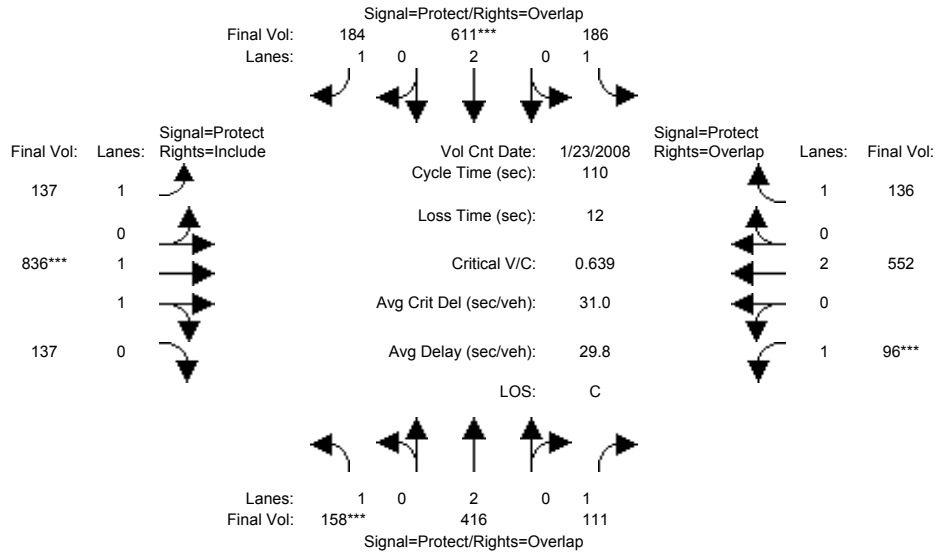 Signal=Protect/Rights=Overlap
Final Vol: 184 611*** 186
Lanes: 1 0 2 0 1
Signal=Protect
Final Vol: Lanes: Rights=Include
Vol Cnt Date: 1/23/2008
Signal=Protect
Rights=Overlap Lanes: Final Vol:
Cycle Time (sec): 110
137 1
1 136
Loss Time (sec): 12
0
0
836*** 1
Critical V/C: 0.639
2 552
1
Avg Crit Del (sec/veh): 31.0
0
137 0
Avg Delay (sec/veh): 29.8
1 96***
LOS: C
Lanes: 1 0 2 0 1
Final Vol: 158*** 416 111
Signal=Protect/Rights=Overlap